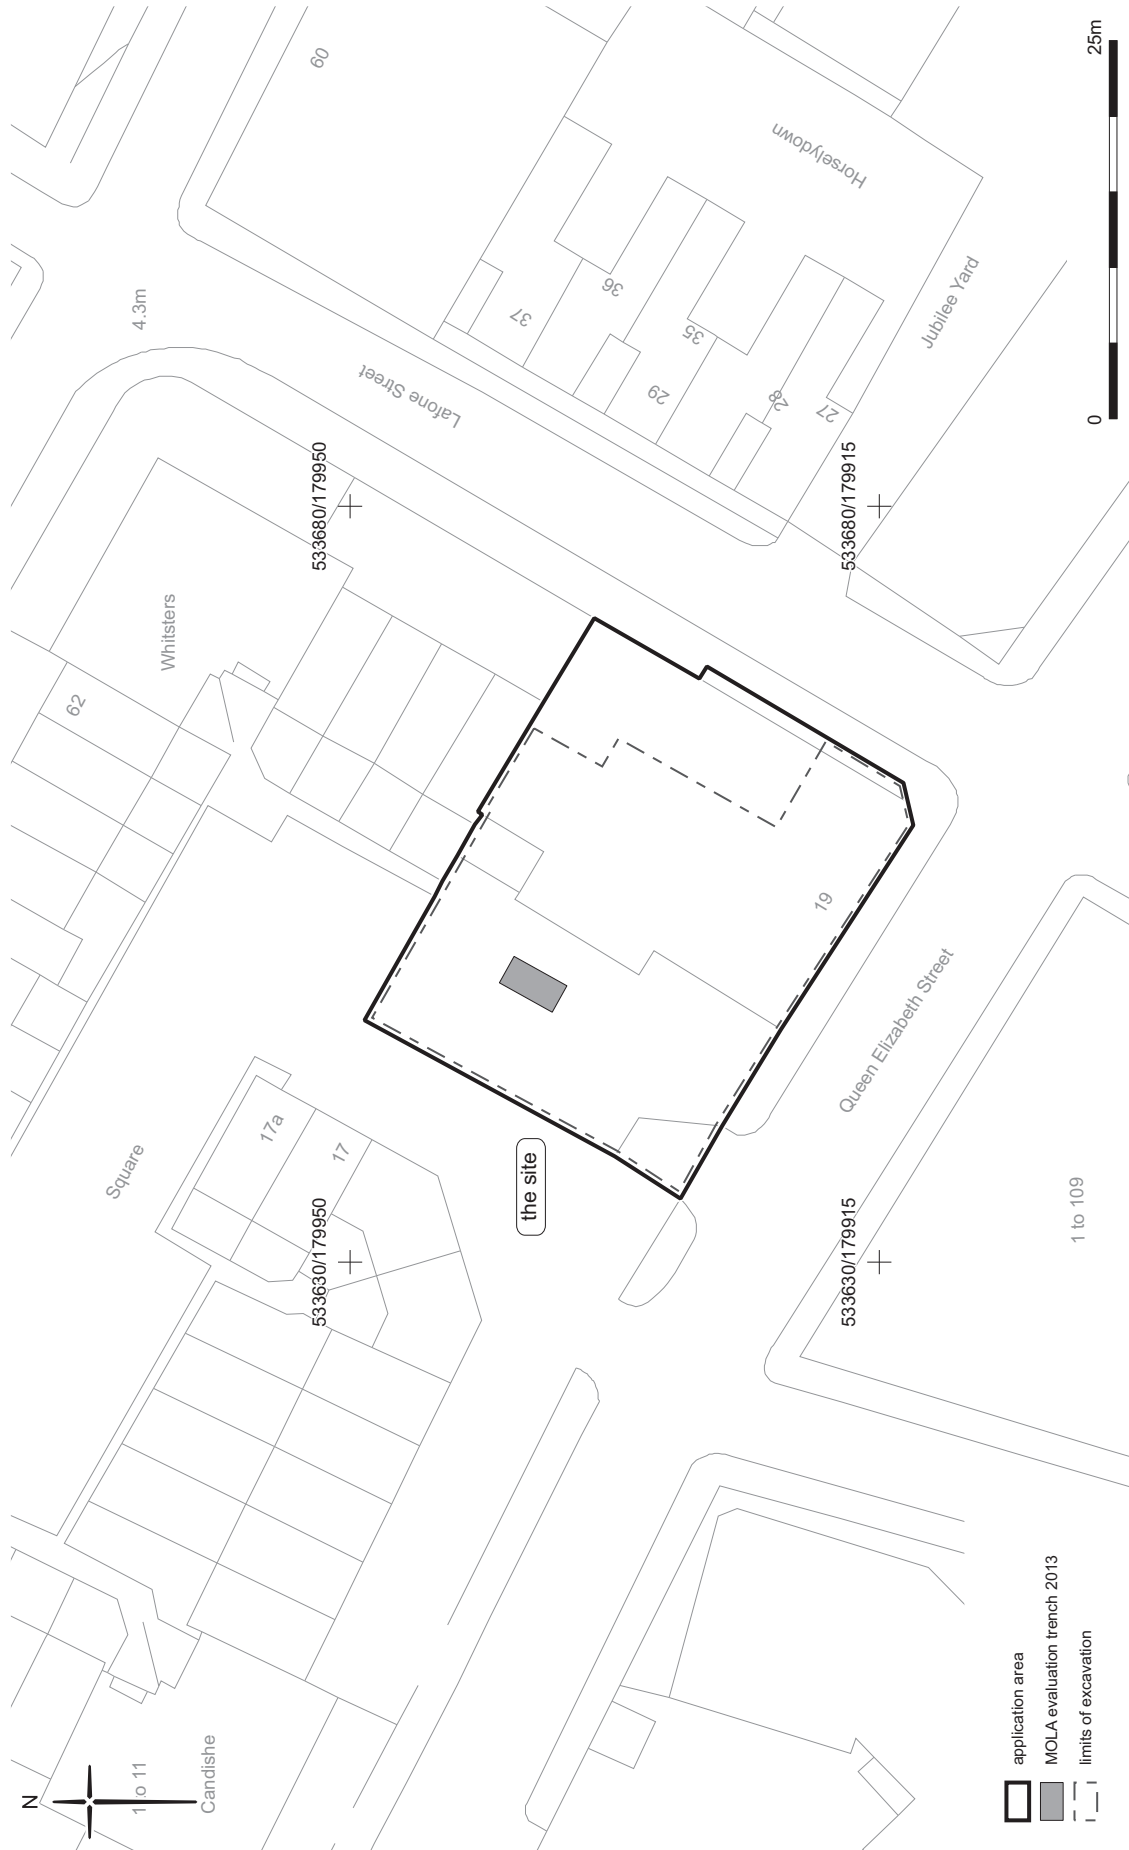 N
62
Square
1 to 11
4.3m
Whitsters
Candishe
17a
60
533630/179950
533680/179950
17
Lafone Street
37
the site
36
29
35
28
Horselydown
27
19
533630/179915
533680/179915
Queen Elizabeth Street
Jubilee Yard
1 to 109
application area
MOLA evaluation trench 2013
limits of excavation
0
25m